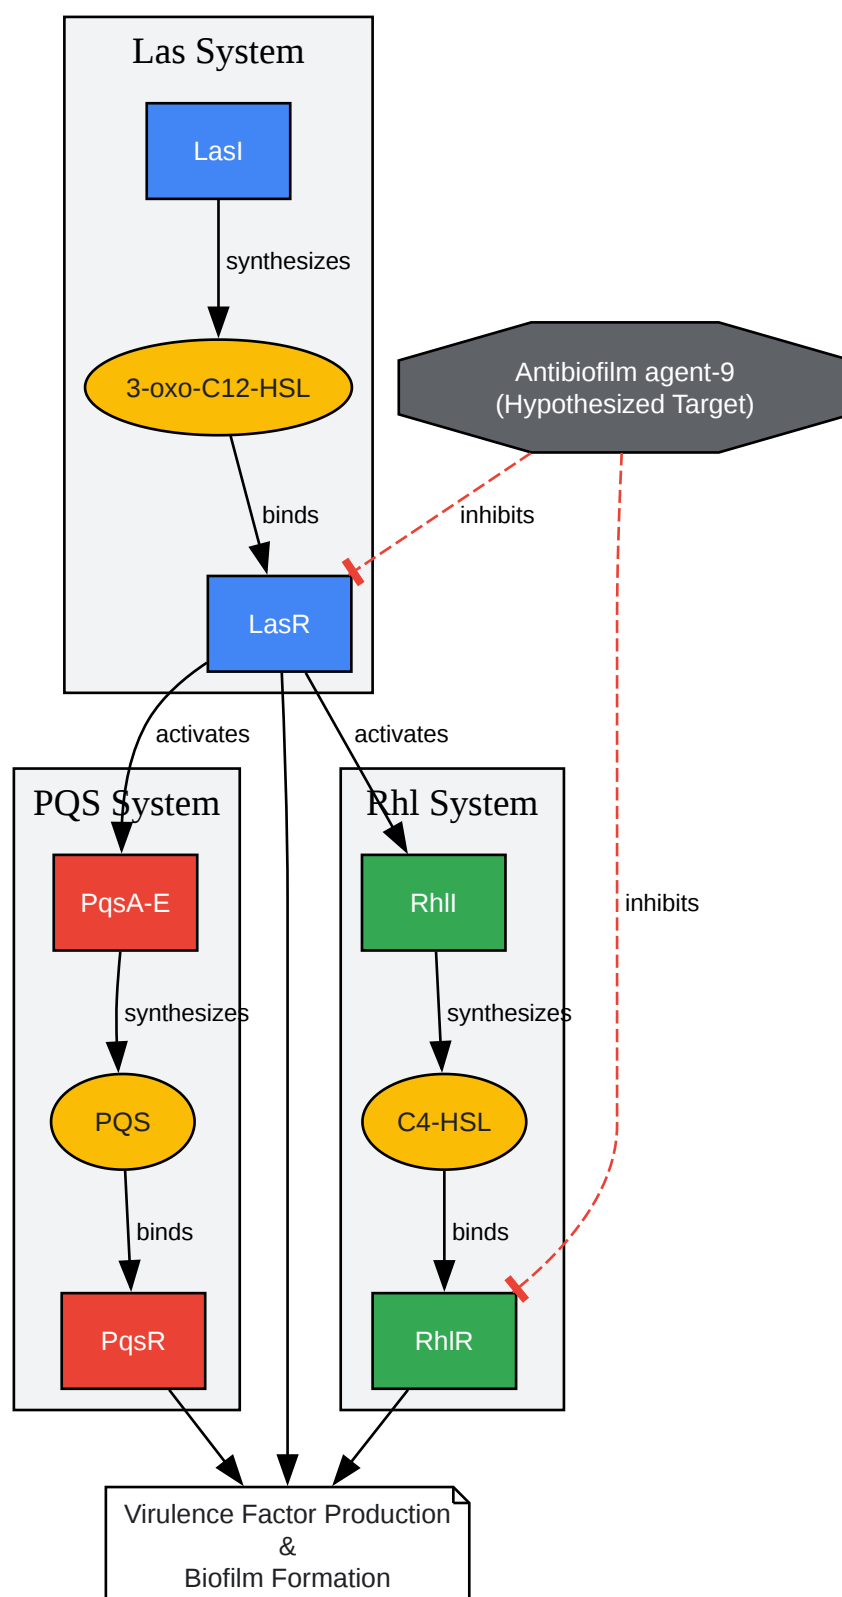 Las System
LasI
synthesizes
3-oxo-C12-HSL
Antibiofilm agent-9
(Hypothesized Target)
binds
inhibits
LasR
activates
activates
PQS System
Rhl System
PqsA-E
RhlI
inhibits
synthesizes
synthesizes
PQS
C4-HSL
binds
binds
PqsR
RhlR
Virulence Factor Production
&
Biofilm Formation